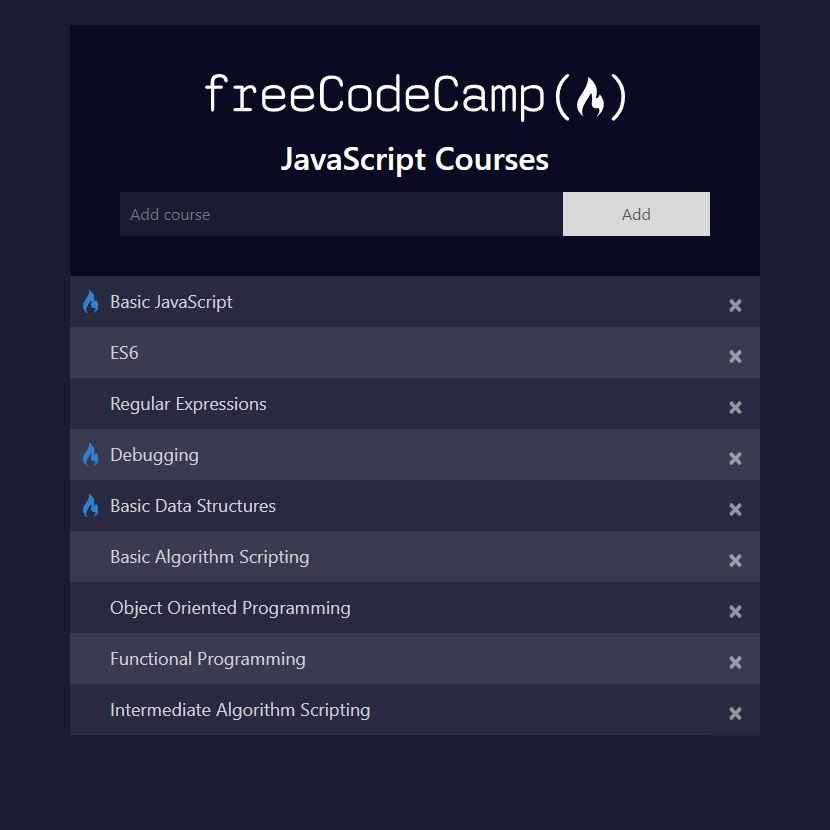 freeCodeCamp(🔥)
JavaScript Courses
Add course
Add
Basic JavaScript
ES6
Regular Expressions
Debugging
Basic Data Structures
Basic Algorithm Scripting
Object Oriented Programming
Functional Programming
Intermediate Algorithm Scripting